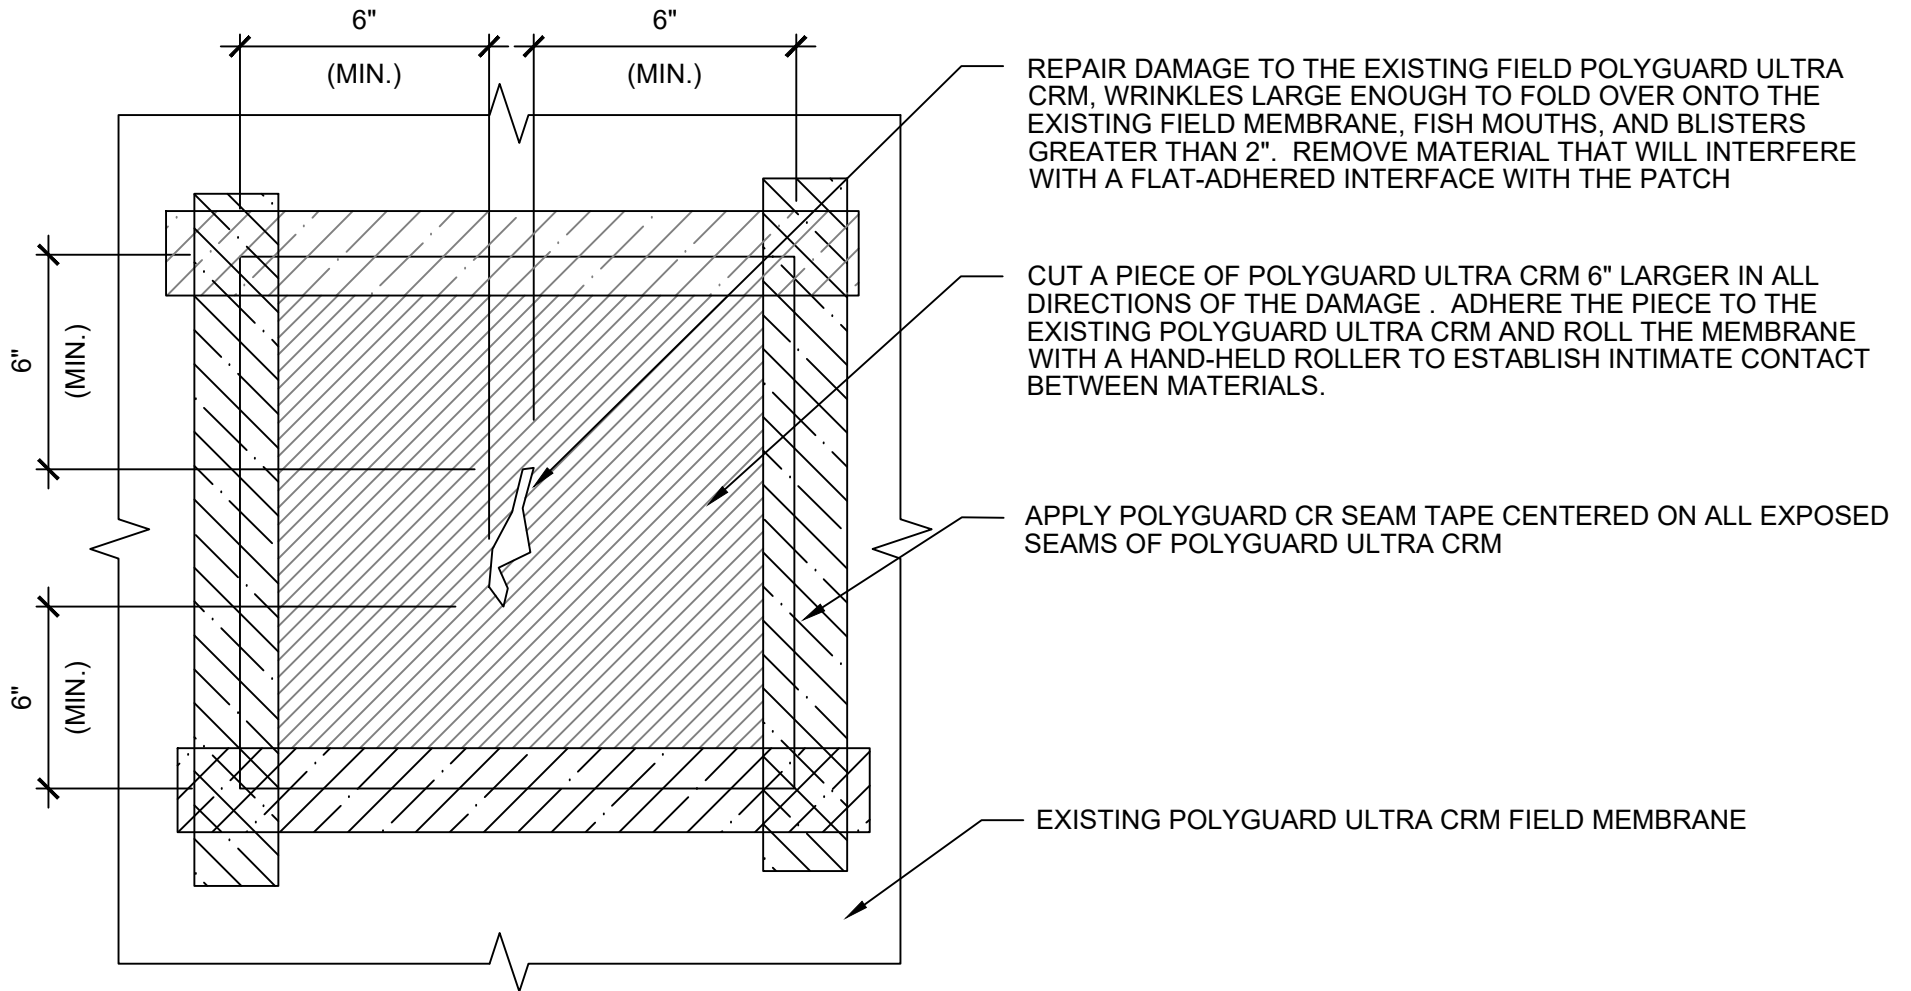 6"
6"
(MIN.)
(MIN.)
REPAIR DAMAGE TO THE EXISTING FIELD POLYGUARD ULTRA
CRM, WRINKLES LARGE ENOUGH TO FOLD OVER ONTO THE
EXISTING FIELD MEMBRANE, FISH MOUTHS, AND BLISTERS
GREATER THAN 2".  REMOVE MATERIAL THAT WILL INTERFERE
WITH A FLAT-ADHERED INTERFACE WITH THE PATCH
CUT A PIECE OF POLYGUARD ULTRA CRM 6" LARGER IN ALL
DIRECTIONS OF THE DAMAGE .  ADHERE THE PIECE TO THE
EXISTING POLYGUARD ULTRA CRM AND ROLL THE MEMBRANE
WITH A HAND-HELD ROLLER TO ESTABLISH INTIMATE CONTACT
BETWEEN MATERIALS.
6"
(MIN.)
APPLY POLYGUARD CR SEAM TAPE CENTERED ON ALL EXPOSED
SEAMS OF POLYGUARD ULTRA CRM
6"
(MIN.)
EXISTING POLYGUARD ULTRA CRM FIELD MEMBRANE